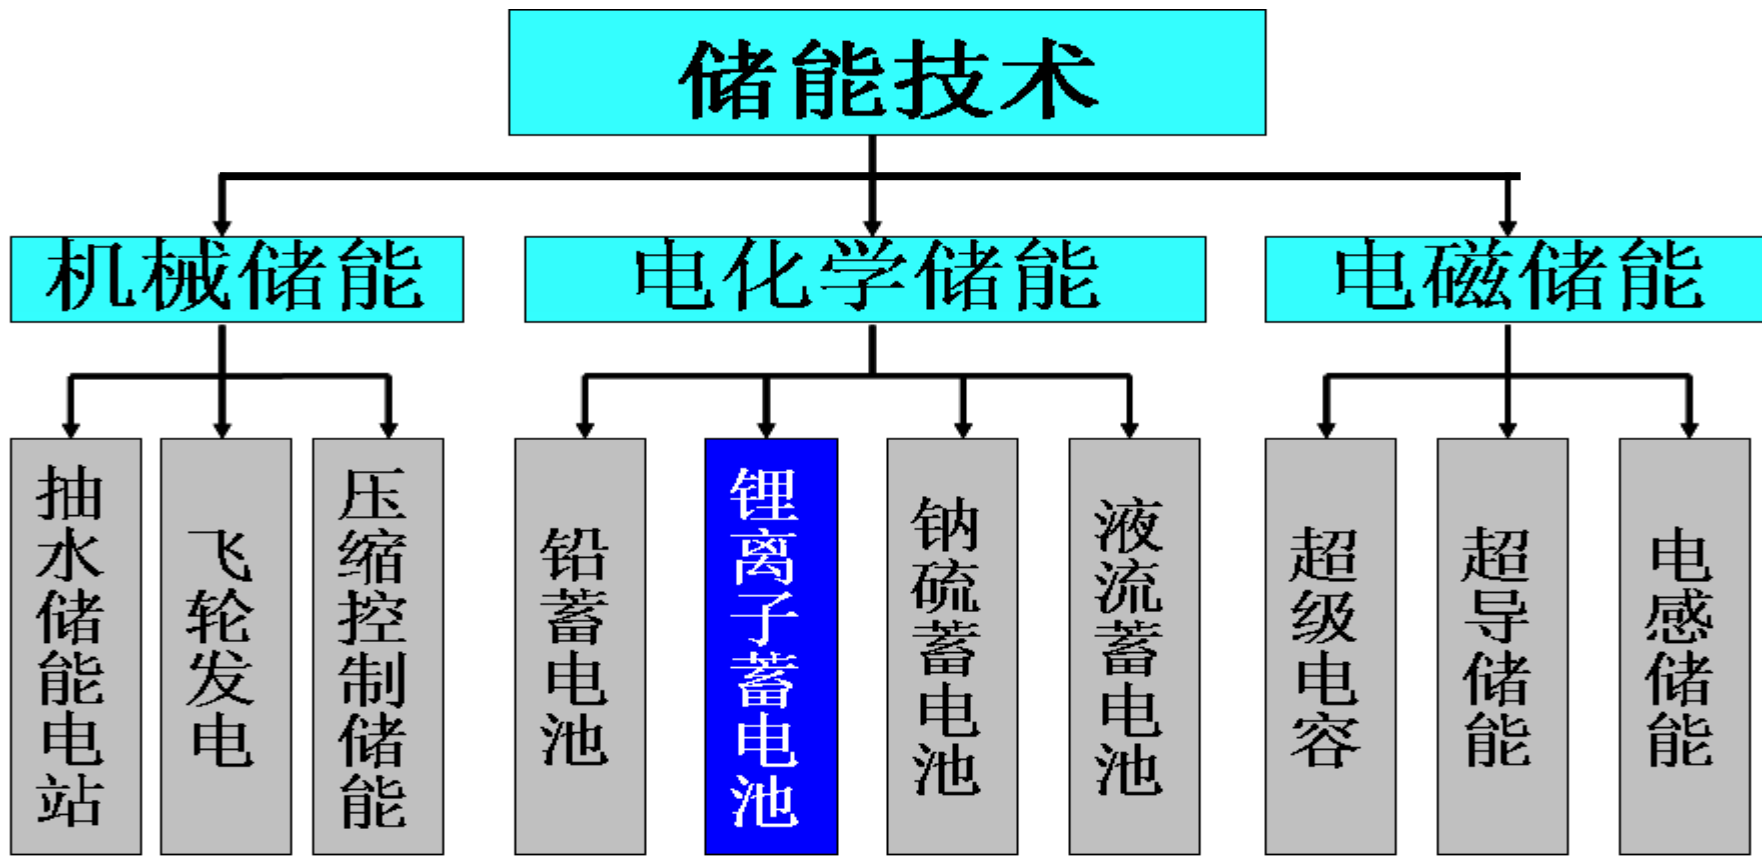 储能技术
机械储能
电化学储能
电磁储能
抽水储能电站
飞轮发电
压缩控制储能
铅蓄电池
锂离子蓄电池
钠硫蓄电池
液流蓄电池
超级电容
超导储能
电感储能